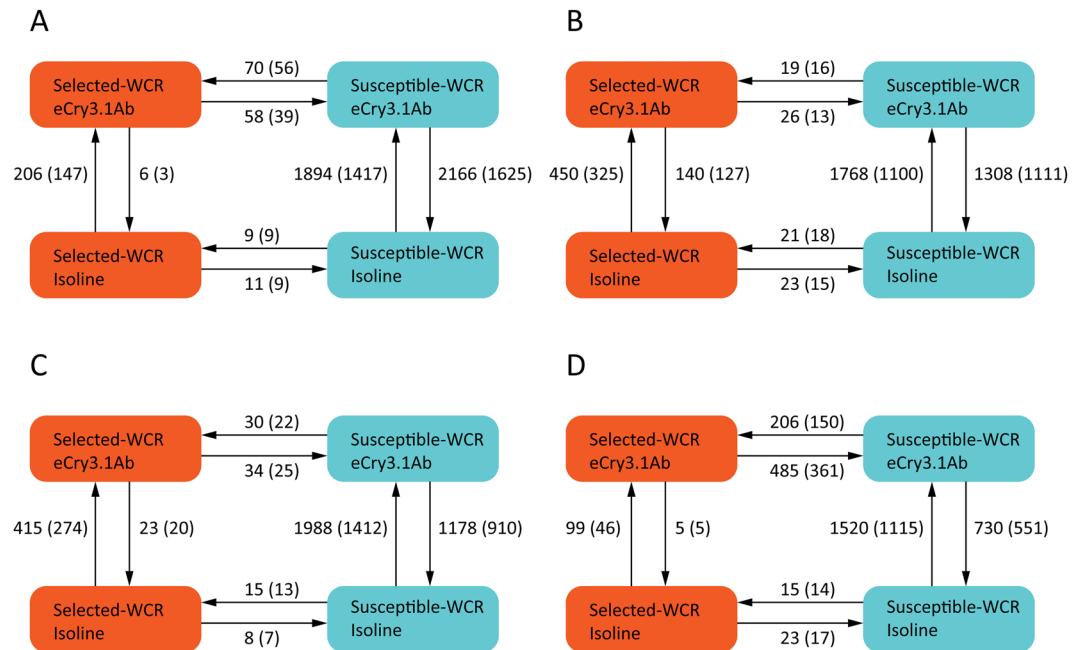 A
B
70 (56)
19 (16)
Selected-WCR
eCry3.1Ab
Susceptible-WCR
eCry3.1Ab
Selected-WCR
eCry3.1Ab
Susceptible-WCR
eCry3.1Ab
58 (39)
26 (13)
206 (147)
6 (3)
1894 (1417)
2166 (1625)
450 (325)
140 (127)
1768 (1100)
1308 (1111)
9 (9)
21 (18)
Selected-WCR
Isoline
Susceptible-WCR
Isoline
Selected-WCR
Isoline
Susceptible-WCR
Isoline
11 (9)
23 (15)
C
D
30 (22)
206 (150)
Selected-WCR
eCry3.1Ab
Susceptible-WCR
eCry3.1Ab
Selected-WCR
eCry3.1Ab
Susceptible-WCR
eCry3.1Ab
34 (25)
485 (361)
415 (274)
23 (20)
1988 (1412)
1178 (910)
99 (46)
5 (5)
1520 (1115)
730 (551)
15 (13)
15 (14)
Selected-WCR
Isoline
Susceptible-WCR
Isoline
Selected-WCR
Isoline
Susceptible-WCR
Isoline
8 (7)
23 (17)